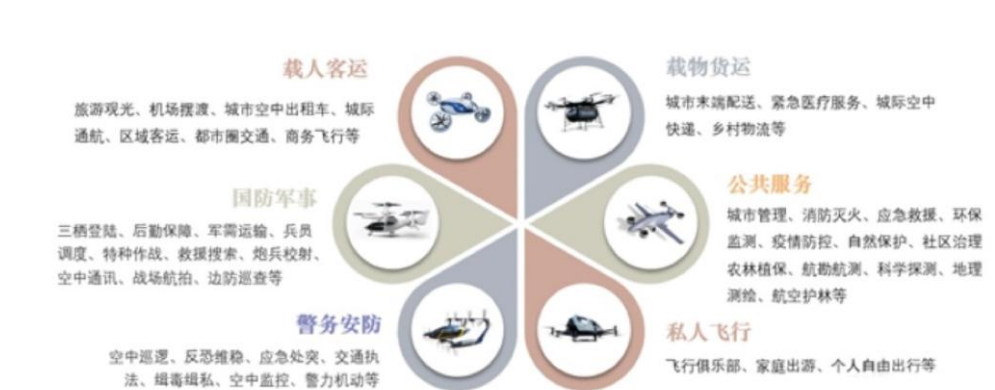 载人客运
旅游观光、机场摆渡、城市空中出租车、城际
通航、区域客运、都市圈交通、商务飞行等
载物货运
城市末端配送、紧急医疗服务、城际空中
快递、乡村物流等
国防军事
三栖登陆、后勤保障、军需运输、兵员
调度、特种作战、救援搜索、炮兵校射、
空中通讯、战场航拍、边防巡查等
公共服务
城市管理、消防灭火、应急救援、环保
监测、疫情防控、自然保护、社区治理
农林植保、航勘航测、科学探测、地理
测绘、航空护林等
警务安防
空中巡逻、反恐维稳、应急处突、交通执
法、缉毒缉私、空中监控、警力机动等
私人飞行
飞行俱乐部、家庭出游、个人自由出行等